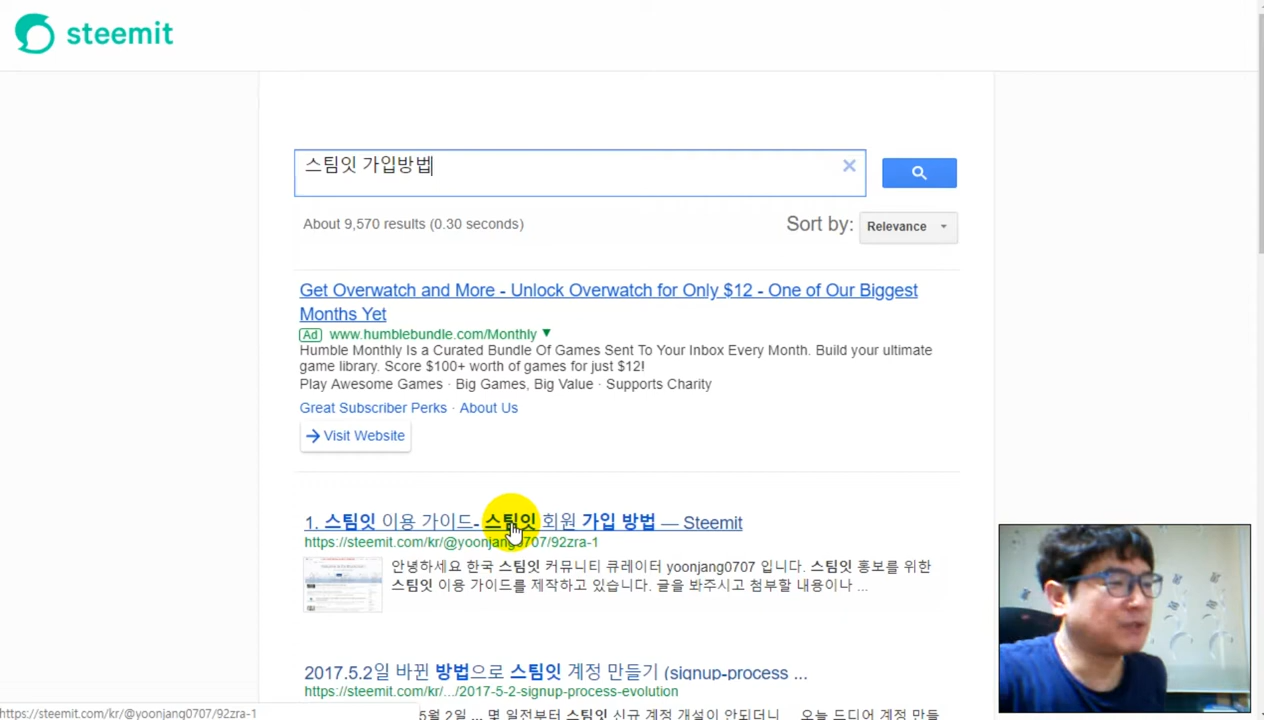 steemit
스팀잇 가입방법
About 9,570 results (0.30 seconds)
Sort by:
Relevance
Get Overwatch and More - Unlock Overwatch for Only $12 - One of Our Biggest
Months Yet
Ad www.humblebundle.com/Monthly
Humble Monthly Is a Curated Bundle Of Games Sent To Your Inbox Every Month. Build your ultimate
game library. Score $100+ worth of games for just $12!
Play Awesome Games · Big Games, Big Value · Supports Charity
Great Subscriber Perks · About Us
Visit Website
1. 스팀잇 이용 가이드- 스팀잇 회원 가입 방법 — Steemit
https://steemit.com/kr/@yoonjang0707/92zra-1
안녕하세요 한국 스팀잇 커뮤니티 큐레이터 yoonjang0707 입니다. 스팀잇 홍보를 위한
스팀잇 이용 가이드를 제작하고 있습니다. 글을 봐주시고 첨부할 내용이나 ...
2017.5.2일 바뀐 방법으로 스팀잇 계정 만들기 (signup-process ...
https://steemit.com/kr/.../2017-5-2-signup-process-evolution
5월 2일 ... 몇 일전부터 스팀잇 신규 계정 개설이 안되더니 오늘 드디어 계정 만들
https://steemit.com/kr/@yoonjang0707/92zra-1